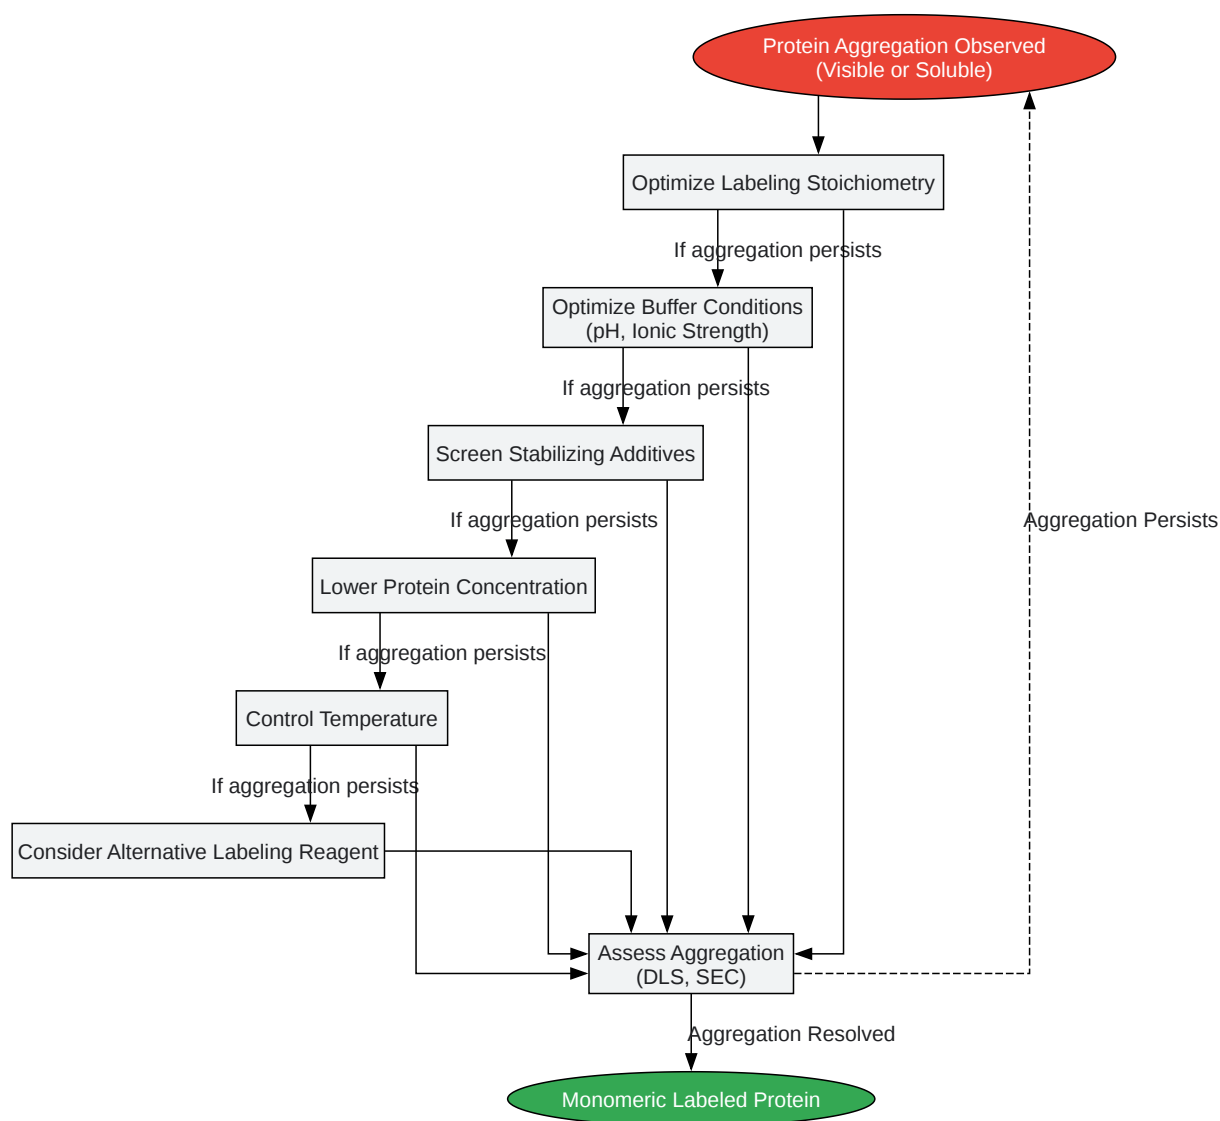 Protein Aggregation Observed
(Visible or Soluble)
Optimize Labeling Stoichiometry
If aggregation persists
Optimize Buffer Conditions
(pH, Ionic Strength)
If aggregation persists
Screen Stabilizing Additives
If aggregation persists
Aggregation Persists
Lower Protein Concentration
If aggregation persists
Control Temperature
If aggregation persists
Consider Alternative Labeling Reagent
Assess Aggregation
(DLS, SEC)
Aggregation Resolved
Monomeric Labeled Protein